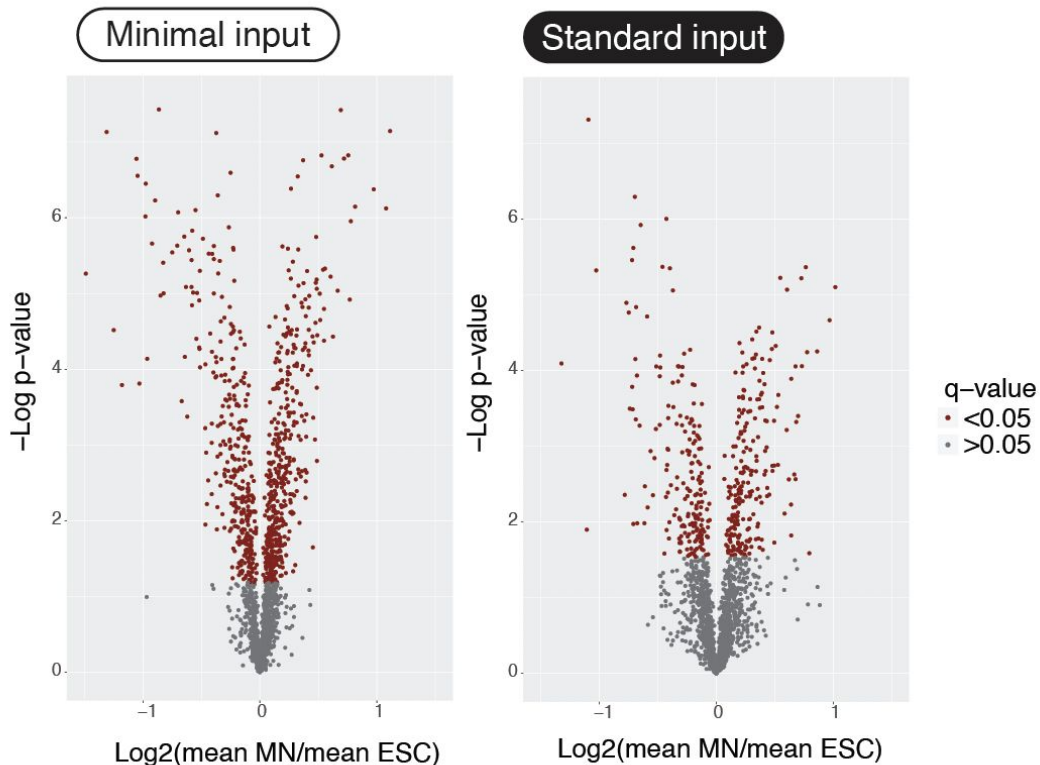 Minimal input
Standard input
−Log p−value
6
4
2
0
−1
0
1
Log2(mean MN/mean ESC)
−Log p−value
6
4
2
0
−1
0
1
Log2(mean MN/mean ESC)
q−value
<0.05
>0.05